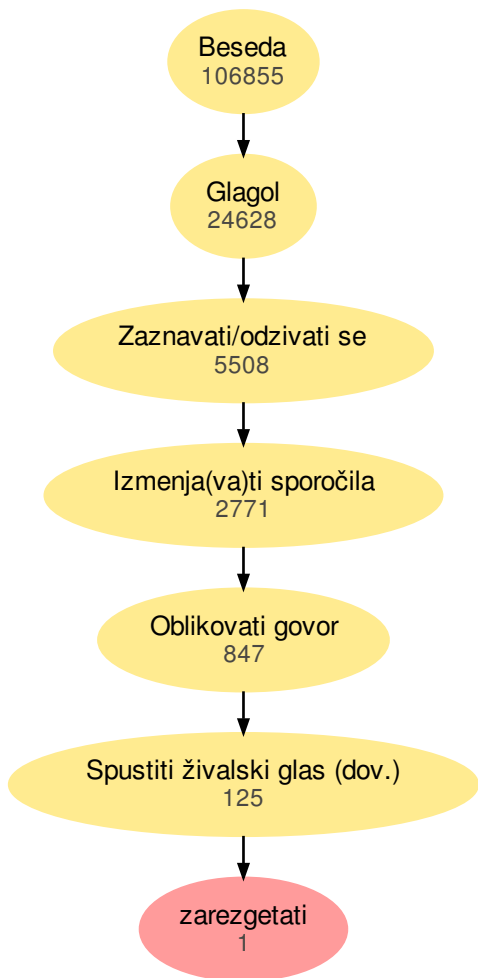 Beseda
106855
Glagol
24628
Zaznavati/odzivati se
5508
Izmenja(va)ti sporočila
2771
Oblikovati govor
847
Spustiti živalski glas (dov.)
125
zarezgetati
1